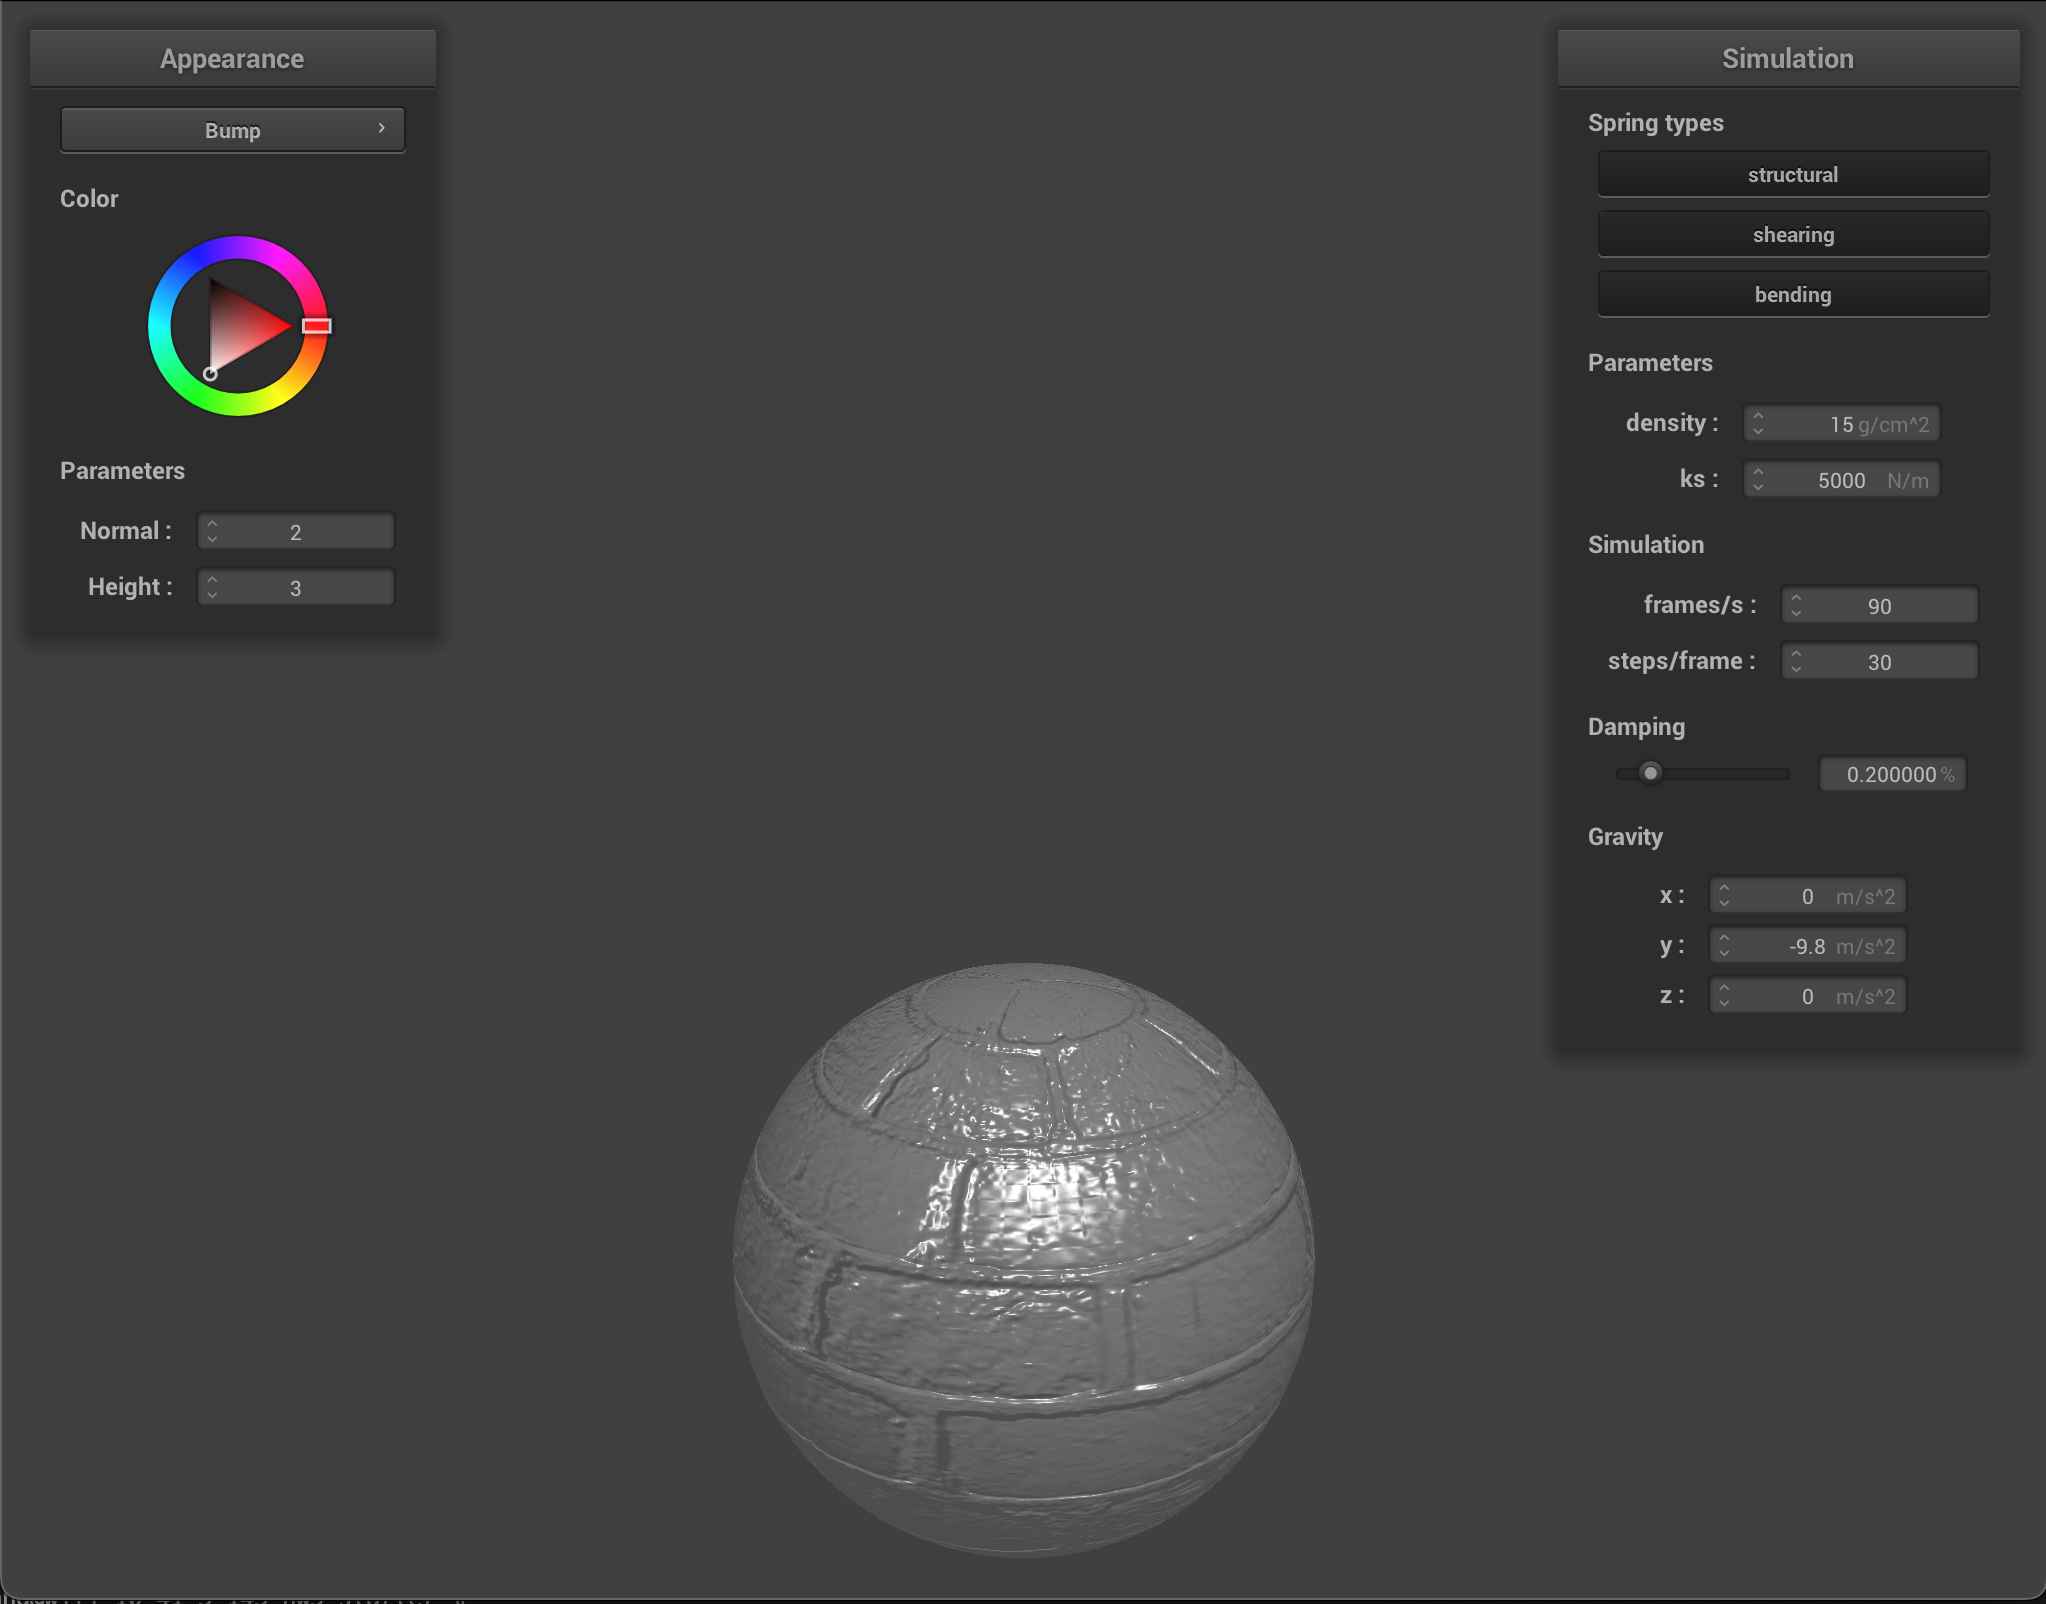 Appearance
Bump
Color
Parameters
Normal : 2
Height : 3
Simulation
Spring types
structural
shearing
bending
Parameters
density : 15 g/cm^2
ks : 5000 N/m
Simulation
frames/s : 90
steps/frame : 30
Damping
0.200000 %
Gravity
x : 0 m/s^2
y : -9.8 m/s^2
z : 0 m/s^2